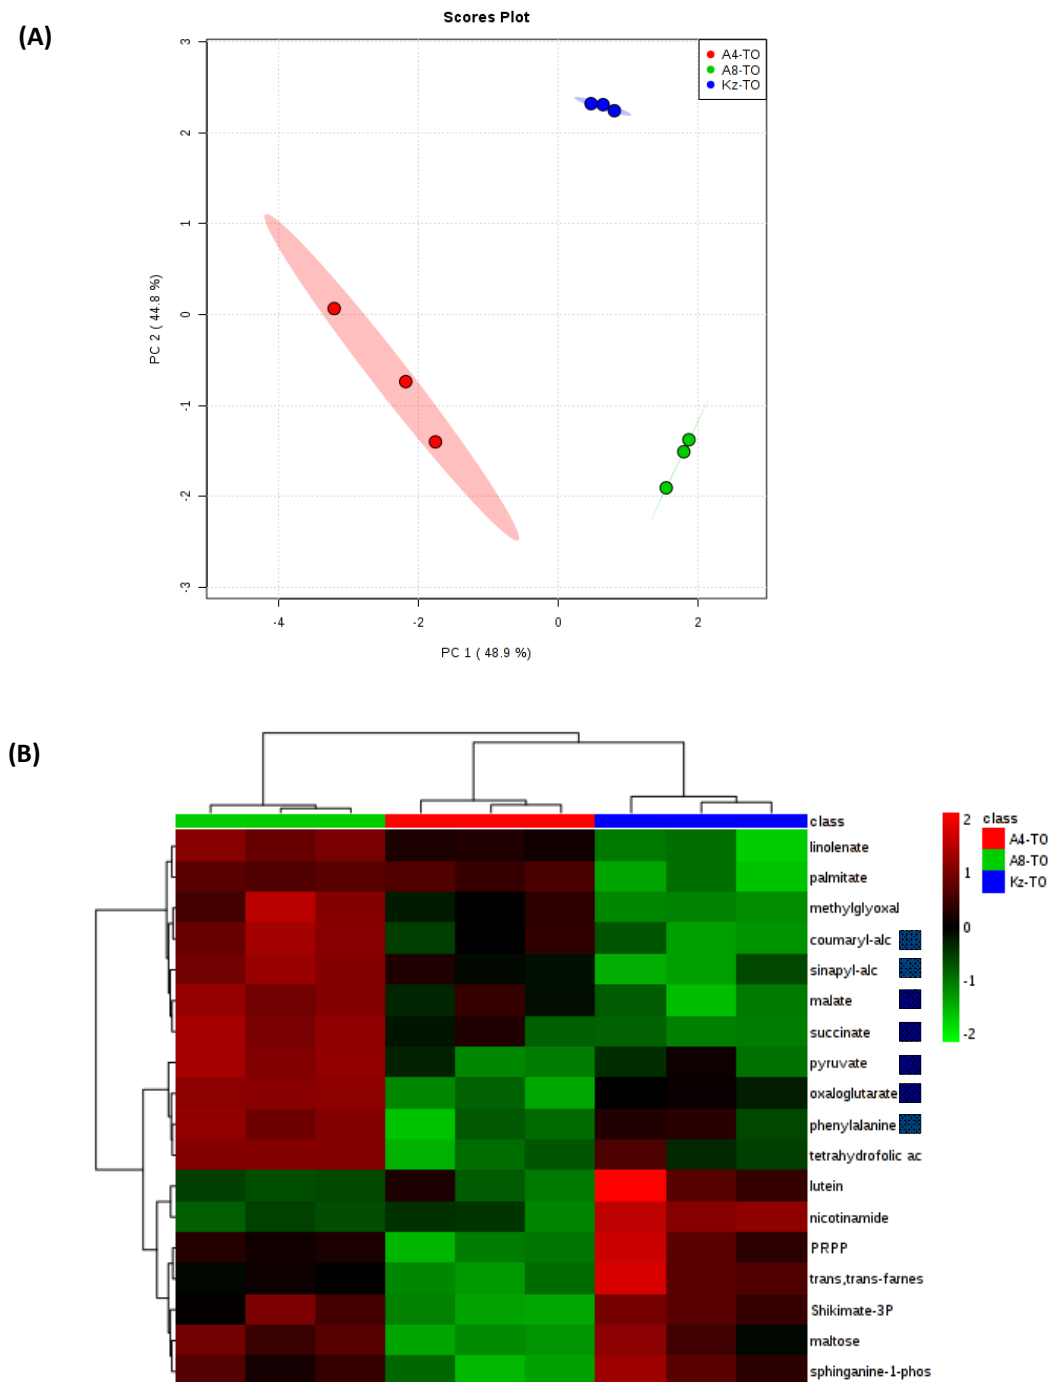 (A)
Scores Plot
A4-TO
A8-TO
Kz-TO
3
2
1
0
-1
-2
-3
PC 2 ( 44.8 %)
-4 -2 0 2
PC 1 ( 48.9 %)
(B)
class
linolenate
palmitate
methylglyoxal
coumaryl-alc
sinapyl-alc
malate
succinate
pyruvate
oxaloglutarate
phenylalanine
tetrahydrofolic ac
lutein
nicotinamide
PRPP
trans,trans-farnes
Shikimate-3P
maltose
sphinganine-1-phos
2
1
0
-1
-2
class
A4-TO
A8-TO
Kz-TO